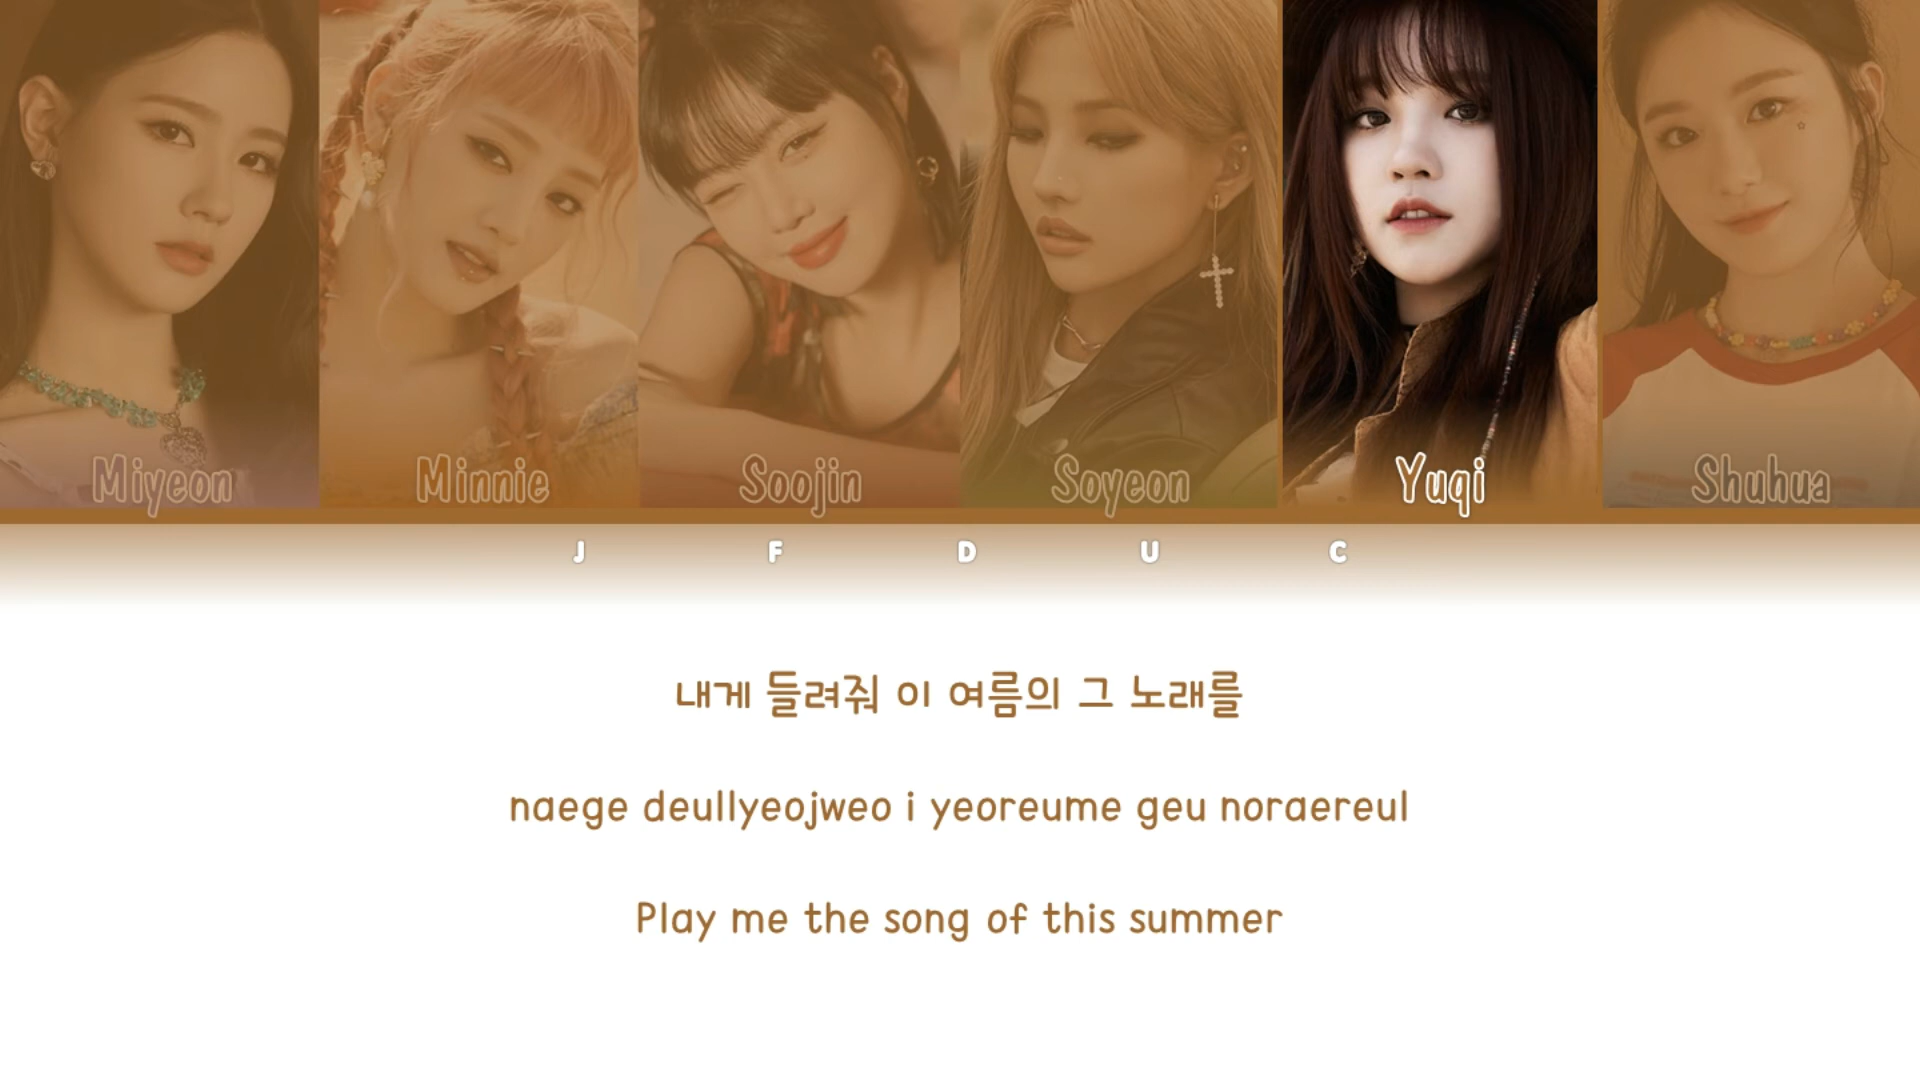 Miyeon Minnie Soojin Soyeon Yuqi Shuhua
J F D U C
내게 들려줘 이 여름의 그 노래를
naege deullyeojweo i yeoreume geu noraereul
Play me the song of this summer